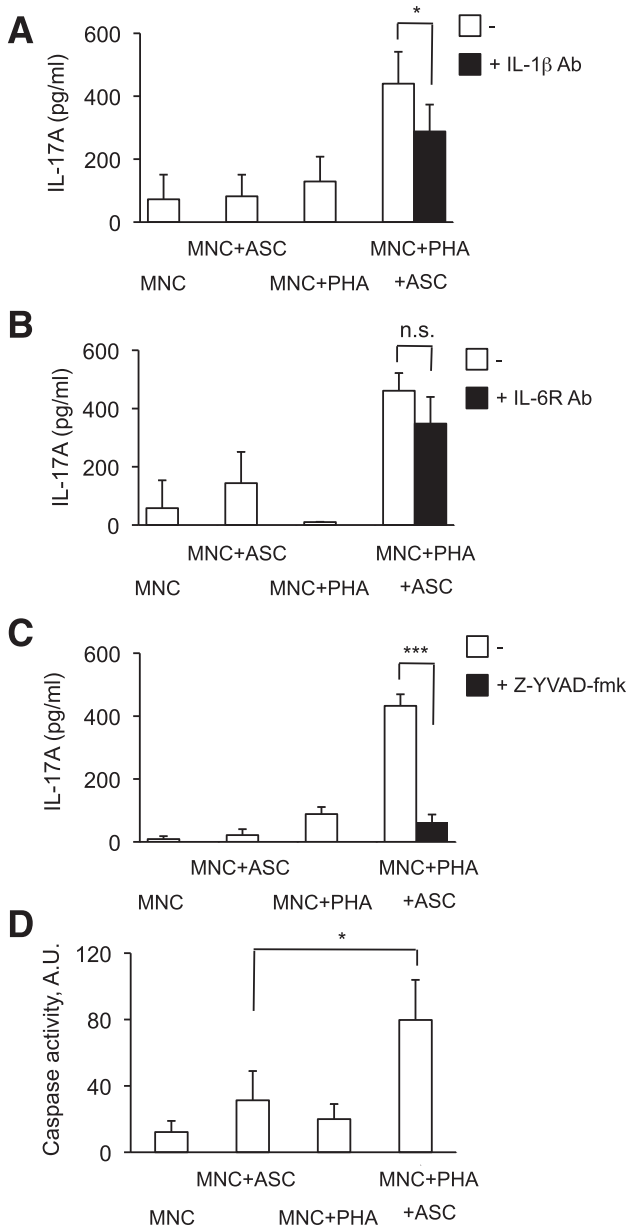 A
IL-17A (pg/ml)
600
400
200
0
*
-
+ IL-1β Ab
MNC+ASC
MNC+PHA
MNC
MNC+PHA
+ASC
B
IL-17A (pg/ml)
600
400
200
0
n.s.
-
+ IL-6R Ab
MNC+ASC
MNC+PHA
MNC
MNC+PHA
+ASC
C
IL-17A (pg/ml)
600
400
200
0
***
-
+ Z-YVAD-fmk
MNC+ASC
MNC+PHA
MNC
MNC+PHA
+ASC
D
Caspase activity, A.U.
120
80
40
0
*
MNC+ASC
MNC+PHA
MNC
MNC+PHA
+ASC